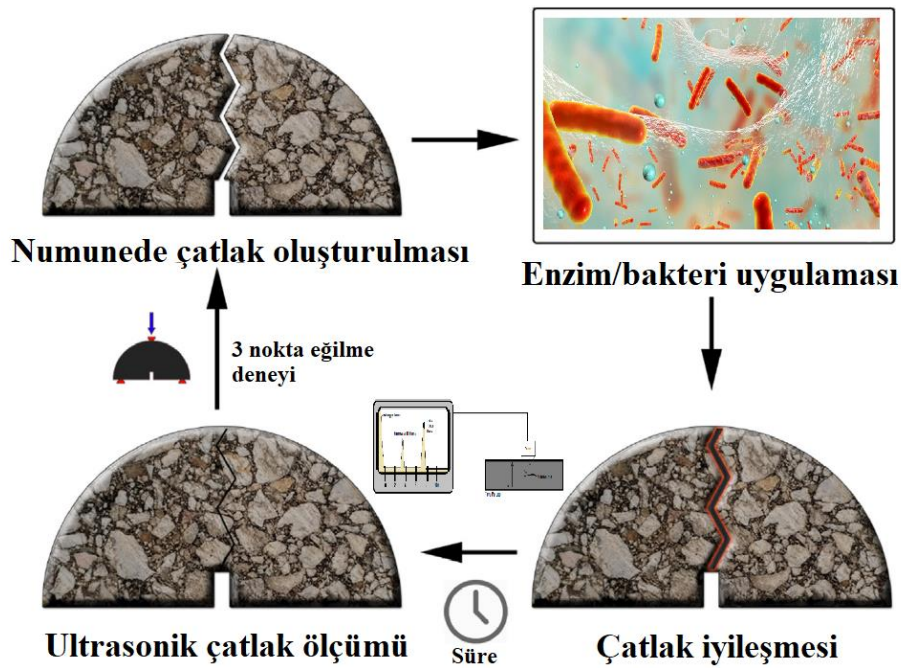 Numunede çatlak oluşturulması
Enzim/bakteri uygulaması
3 nokta eğilme
deneyi
Ultrasonik çatlak ölçümü
Süre
Çatlak iyileşmesi